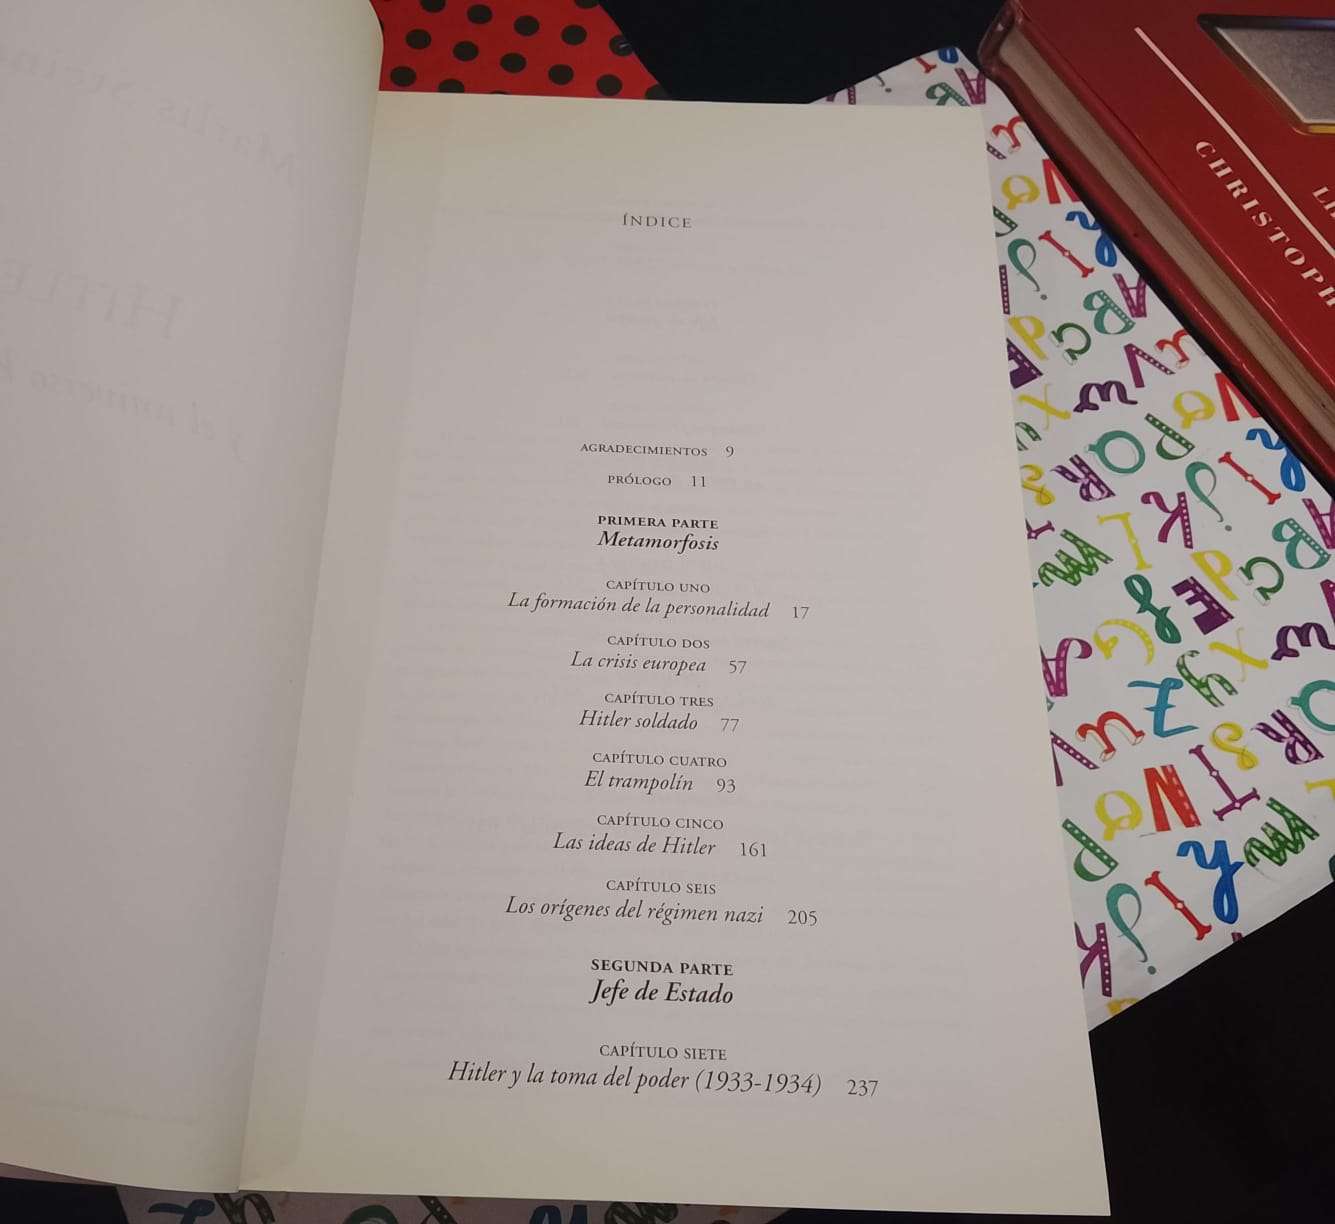 ÍNDICE
AGRADECIMIENTOS 9
PRÓLOGO 11
PRIMERA PARTE
Metamorfosis
CAPÍTULO UNO
La formación de la personalidad 17
CAPÍTULO DOS
La crisis europea 57
CAPÍTULO TRES
Hitler soldado 77
CAPÍTULO CUATRO
El trampolín 93
CAPÍTULO CINCO
Las ideas de Hitler 161
CAPÍTULO SEIS
Los orígenes del régimen nazi 205
SEGUNDA PARTE
Jefe de Estado
CAPÍTULO SIETE
Hitler y la toma del poder (1933-1934) 237
CHRISTOPH